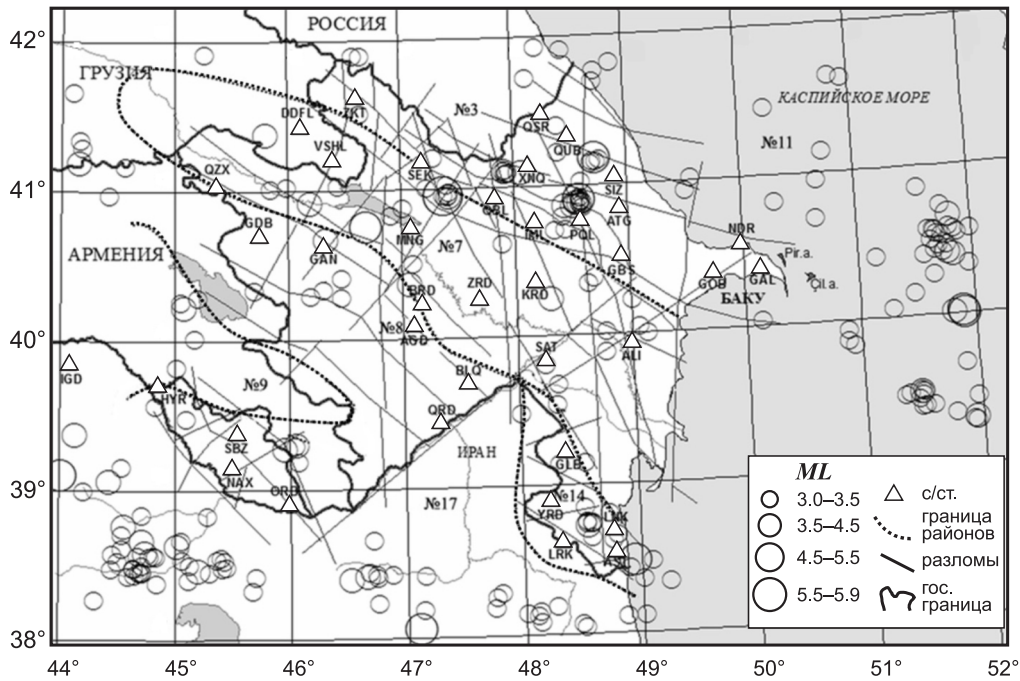 РОССИЯ
42°
ГРУЗИЯ
ZKT
DDFL
№3
КАСПИЙСКОЕ МОРЕ
QSR
QUB
№11
VSHL
41°
QZX
SEK
XNQ
SIZ
QBL
ATG
GDB
MNG
IML
PQL
NDR
АРМЕНИЯ
GAN
№7
GBS
Pir.a.
GOB
GAL
Çil.a.
БАКУ
BRD
ZRD
KRD
40°
№8
AGD
SAT
ALI
IGD
BLQ
№9
HYR
QRD
SBZ
ИРАН
GLB
NAX
39°
ORD
№17
№14
YRD
LNK
LRK
38°
44°
45°
46°
47°
48°
49°
50°
51°
52°
ML
3.0–3.5
с/ст.
3.5–4.5
граница
районов
4.5–5.5
разломы
5.5–5.9
гос.
граница